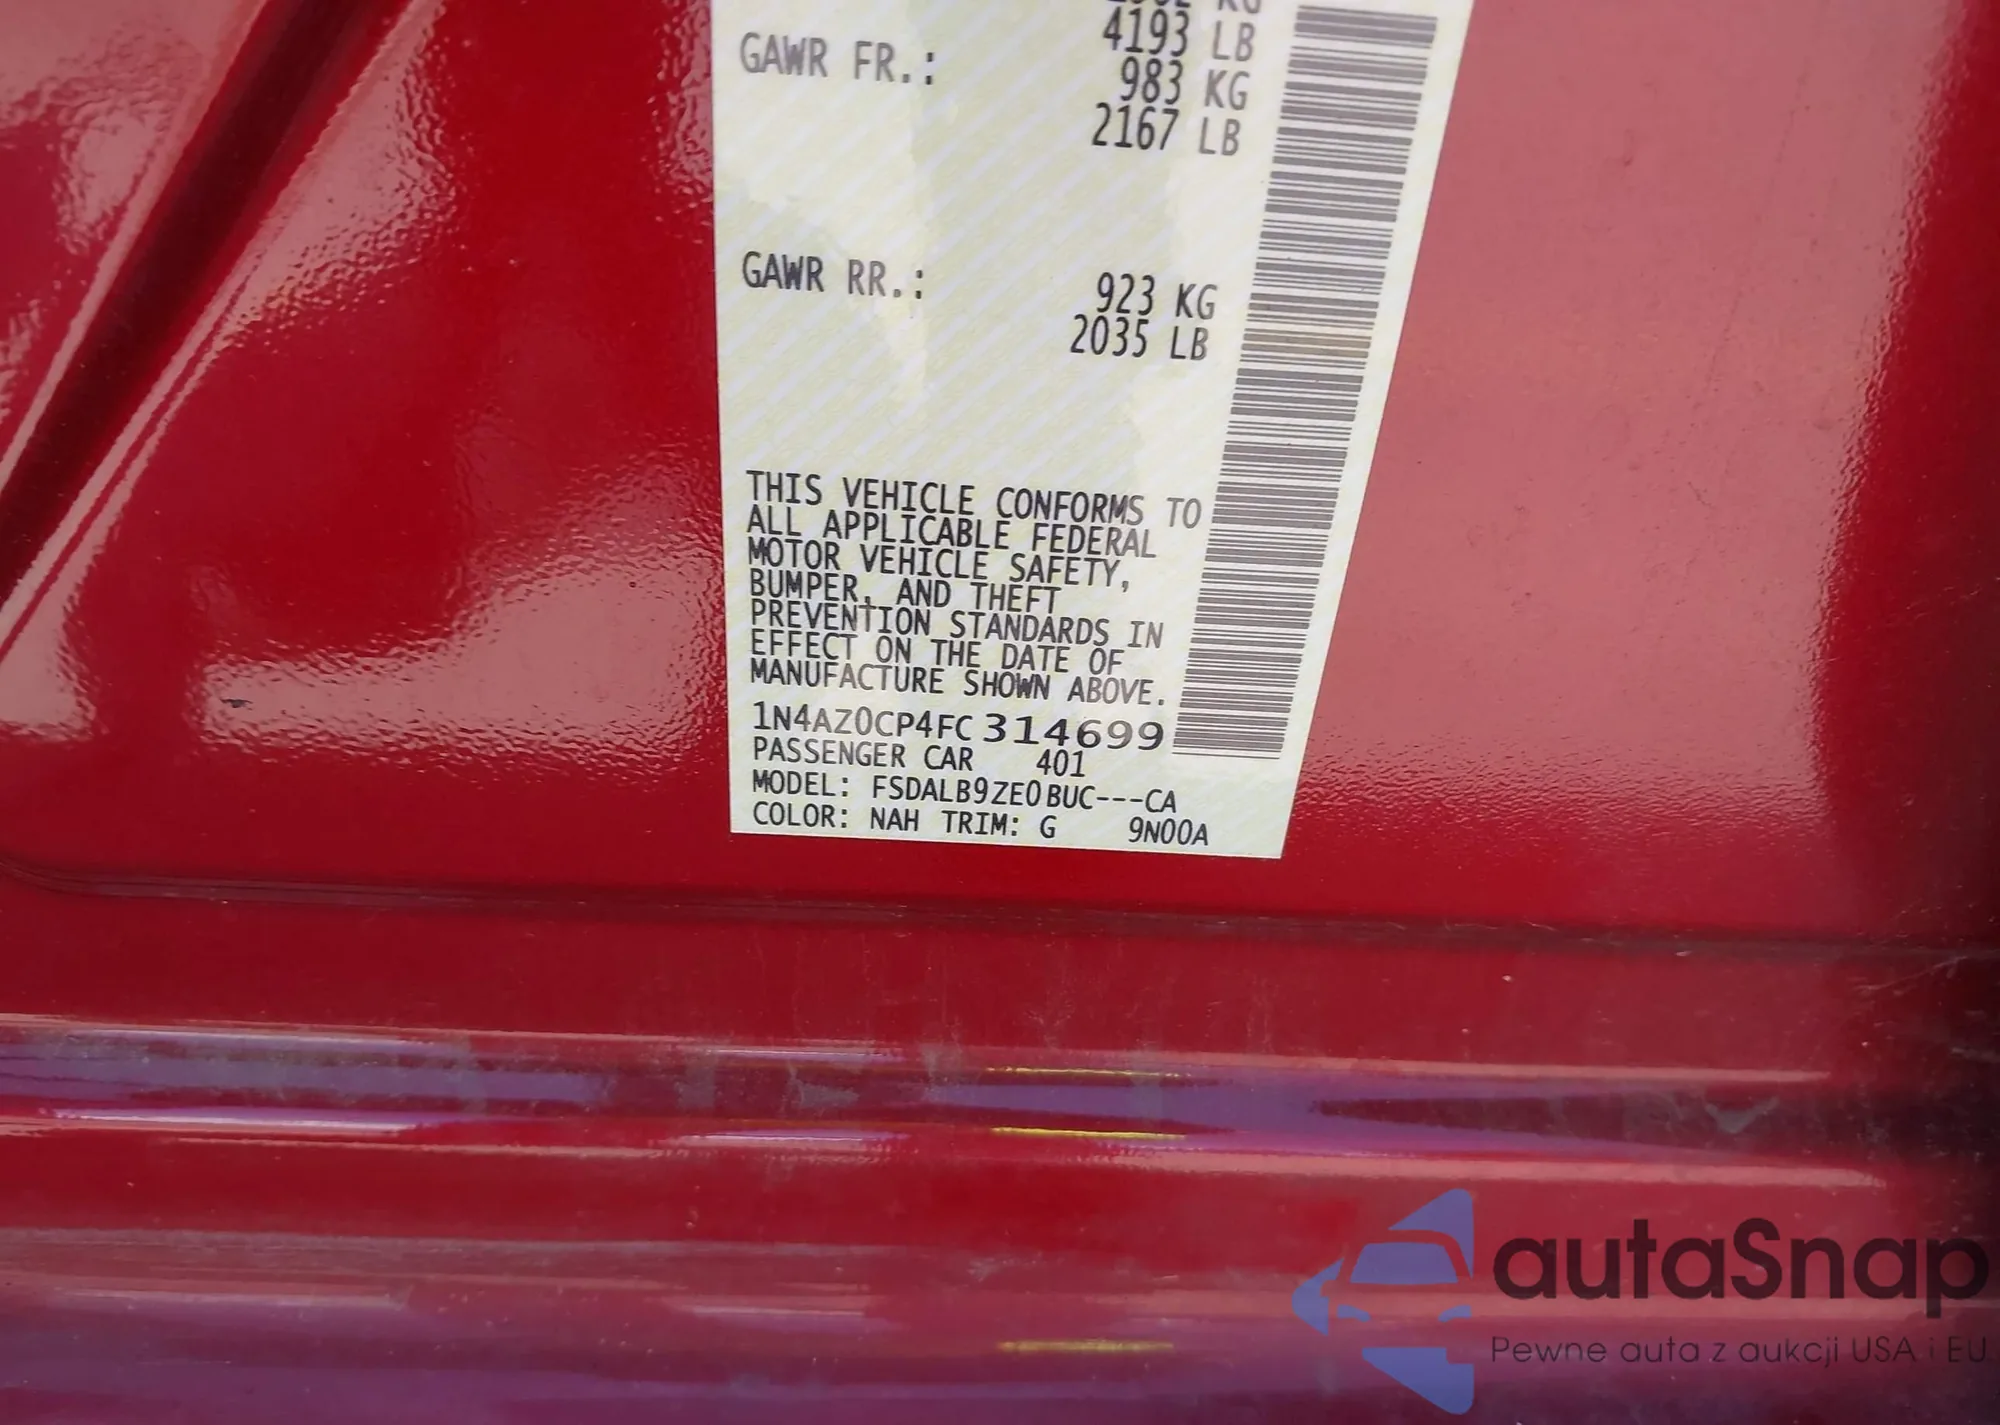 4193 LB
GAWR FR.: 983 KG
2167 LB
GAWR RR.: 923 KG
2035 LB
THIS VEHICLE CONFORMS TO
ALL APPLICABLE FEDERAL
MOTOR VEHICLE SAFETY,
BUMPER, AND THEFT
PREVENTION STANDARDS IN
EFFECT ON THE DATE OF
MANUFACTURE SHOWN ABOVE.
1N4AZ0CP4FC314699
PASSENGER CAR 401
MODEL: FSDALB9ZE0BUC---CA
COLOR: NAH TRIM: G 9N00A
autaSnap
Pewne auta z aukcji USA i EU